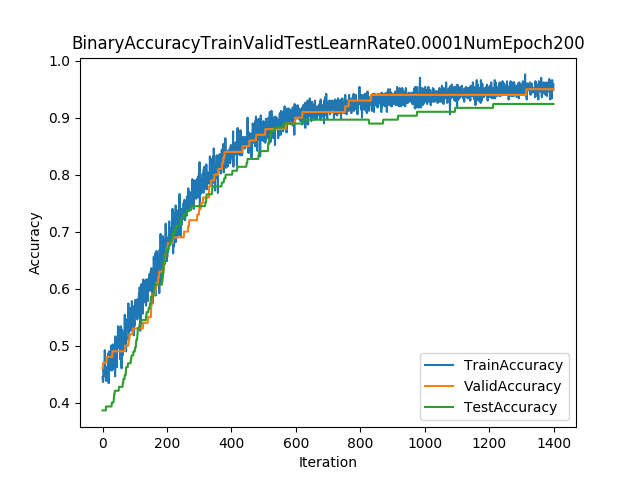 BinaryAccuracyTrainValidTestLearnRate0.0001NumEpoch200
1.0
0.9
0.8
0.7
0.6
0.5
0.4
Accuracy
0
200
400
600
800
1000
1200
1400
Iteration
TrainAccuracy
ValidAccuracy
TestAccuracy